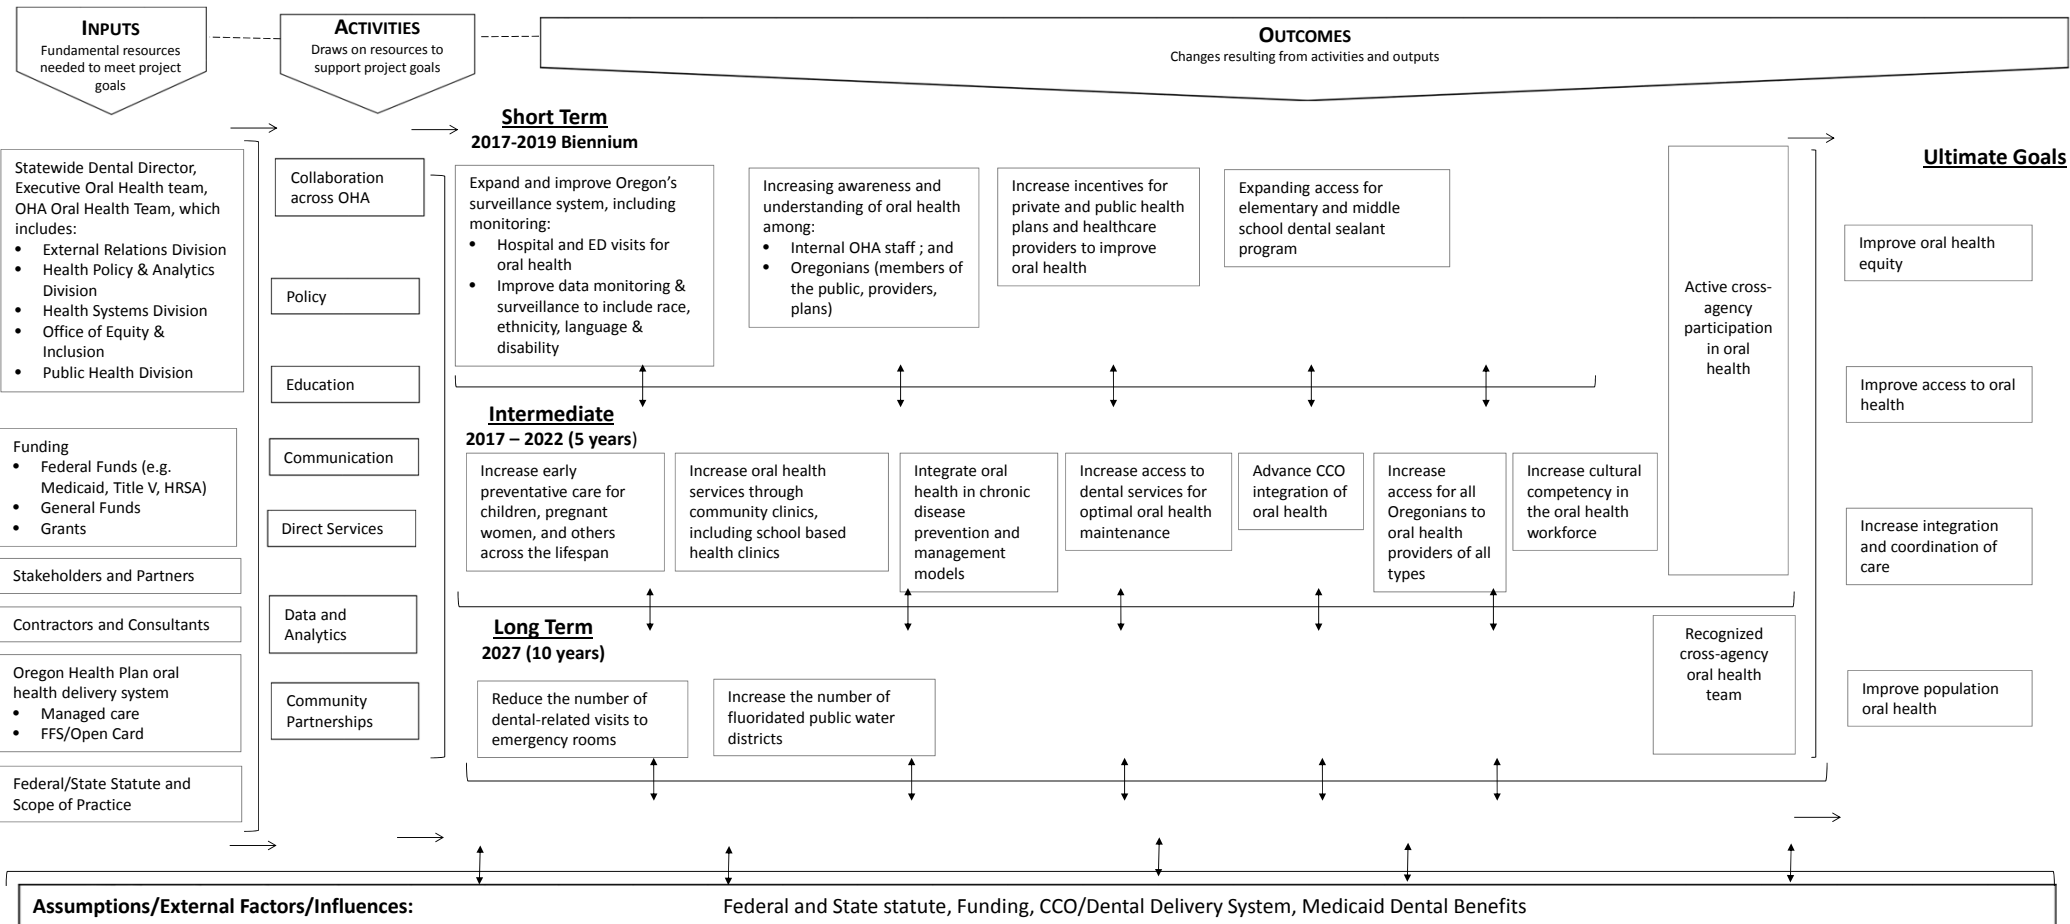 INPUTS
Fundamental resources
needed to meet project
goals
ACTIVITIES
Draws on resources to
support project goals
OUTCOMES
Changes resulting from activities and outputs
Statewide Dental Director,
Executive Oral Health team,
OHA Oral Health Team, which
includes:
• External Relations Division
• Health Policy & Analytics
Division
• Health Systems Division
• Office of Equity &
Inclusion
• Public Health Division
Funding
• Federal Funds (e.g.
Medicaid, Title V, HRSA)
• General Funds
• Grants
Stakeholders and Partners
Contractors and Consultants
Oregon Health Plan oral
health delivery system
• Managed care
• FFS/Open Card
Federal/State Statute and
Scope of Practice
Collaboration
across OHA
Policy
Education
Communication
Direct Services
Data and
Analytics
Community
Partnerships
Short Term
2017-2019 Biennium
Expand and improve Oregon's
surveillance system, including
monitoring:
• Hospital and ED visits for
oral health
• Improve data monitoring &
surveillance to include race,
ethnicity, language &
disability
Increasing awareness and
understanding of oral health
among:
• Internal OHA staff ; and
• Oregonians (members of
the public, providers,
plans)
Increase incentives for
private and public health
plans and healthcare
providers to improve
oral health
Expanding access for
elementary and middle
school dental sealant
program
Active cross-
agency
participation
in oral
health
Intermediate
2017 – 2022 (5 years)
Increase early
preventative care for
children, pregnant
women, and others
across the lifespan
Increase oral health
services through
community clinics,
including school based
health clinics
Integrate oral
health in chronic
disease
prevention and
management
models
Increase access to
dental services for
optimal oral health
maintenance
Advance CCO
integration of
oral health
Increase
access for all
Oregonians to
oral health
providers of all
types
Increase cultural
competency in
the oral health
workforce
Long Term
2027 (10 years)
Reduce the number of
dental-related visits to
emergency rooms
Increase the number of
fluoridated public water
districts
Recognized
cross-agency
oral health
team
Ultimate Goals
Improve oral health
equity
Improve access to oral
health
Increase integration
and coordination of
care
Improve population
oral health
Assumptions/External Factors/Influences: Federal and State statute, Funding, CCO/Dental Delivery System, Medicaid Dental Benefits